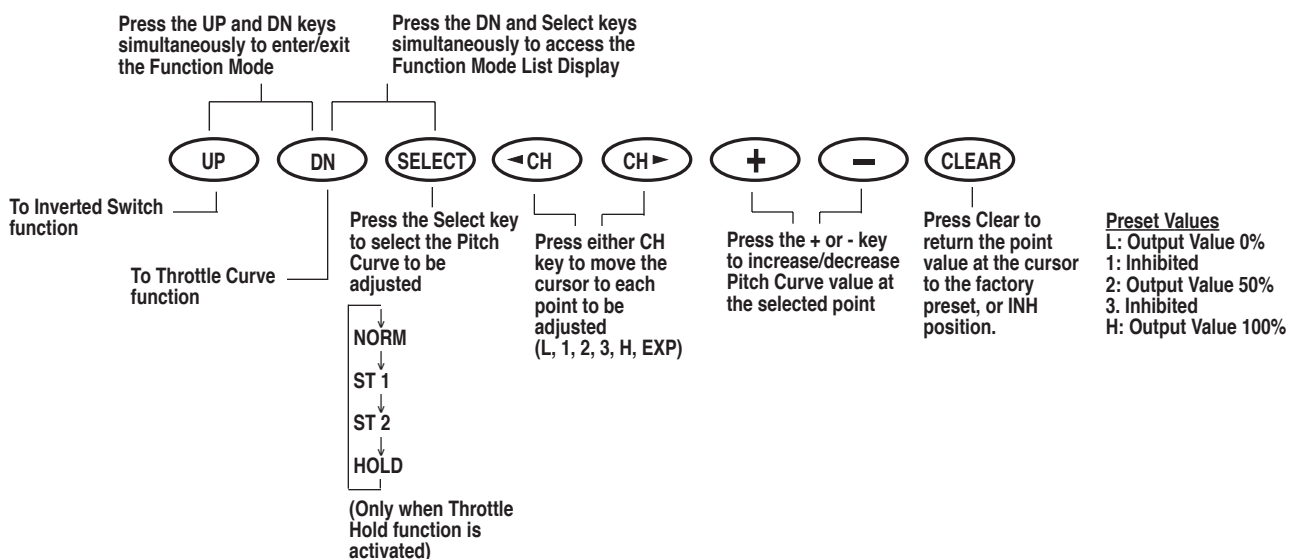 Press the UP and DN keys
simultaneously to enter/exit
the Function Mode
Press the DN and Select keys
simultaneously to access the
Function Mode List Display
UP
DN
SELECT
◄ CH
CH ►
+
−
CLEAR
To Inverted Switch
function
To Throttle Curve
function
Press the Select key
to select the Pitch
Curve to be
adjusted
NORM
ST 1
ST 2
HOLD
(Only when Throttle
Hold function is
activated)
Press either CH
key to move the
cursor to each
point to be
adjusted
(L, 1, 2, 3, H, EXP)
Press the + or - key
to increase/decrease
Pitch Curve value at
the selected point
Press Clear to
return the point
value at the cursor
to the factory
preset, or INH
position.
Preset Values
L: Output Value 0%
1: Inhibited
2: Output Value 50%
3. Inhibited
H: Output Value 100%